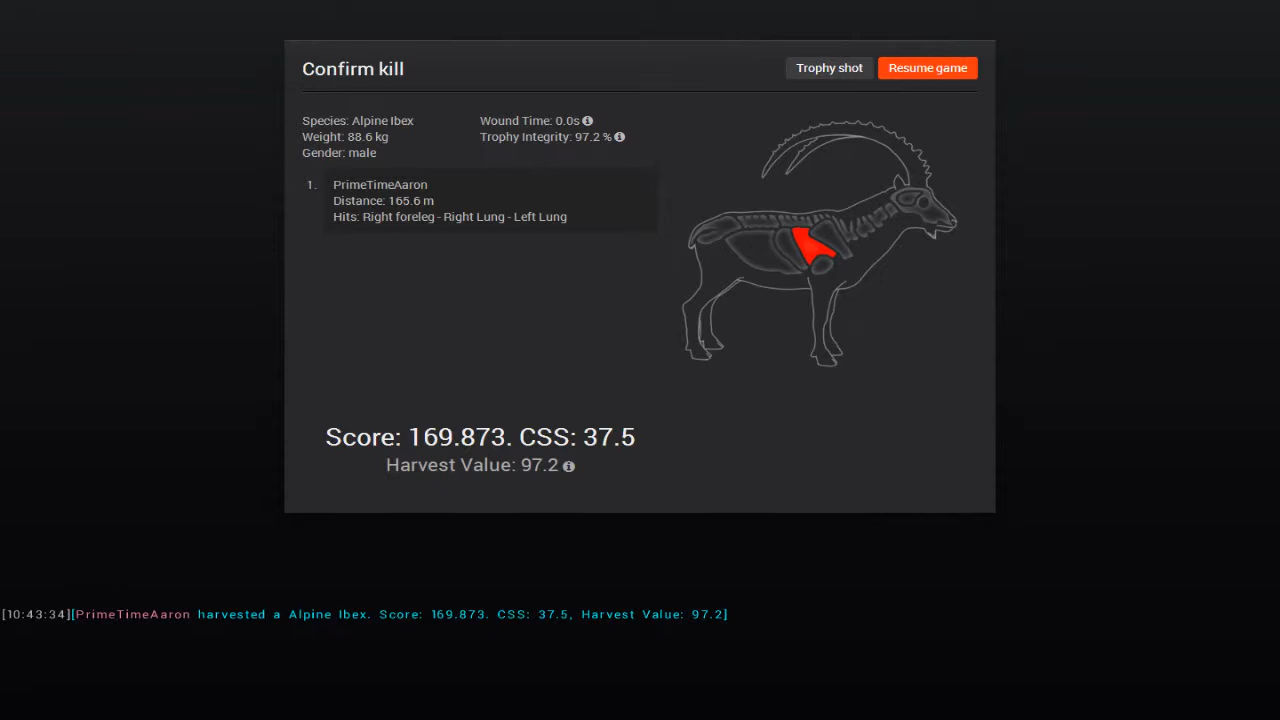 Confirm kill
Trophy shot
Resume game
Species: Alpine Ibex
Weight: 88.6 kg
Gender: male
Wound Time: 0.0s
Trophy Integrity: 97.2 %
1.
PrimeTimeAaron
Distance: 165.6 m
Hits: Right foreleg - Right Lung - Left Lung
Score: 169.873. CSS: 37.5
Harvest Value: 97.2
[10:43:34][PrimeTimeAaron harvested a Alpine Ibex. Score: 169.873. CSS: 37.5, Harvest Value: 97.2]